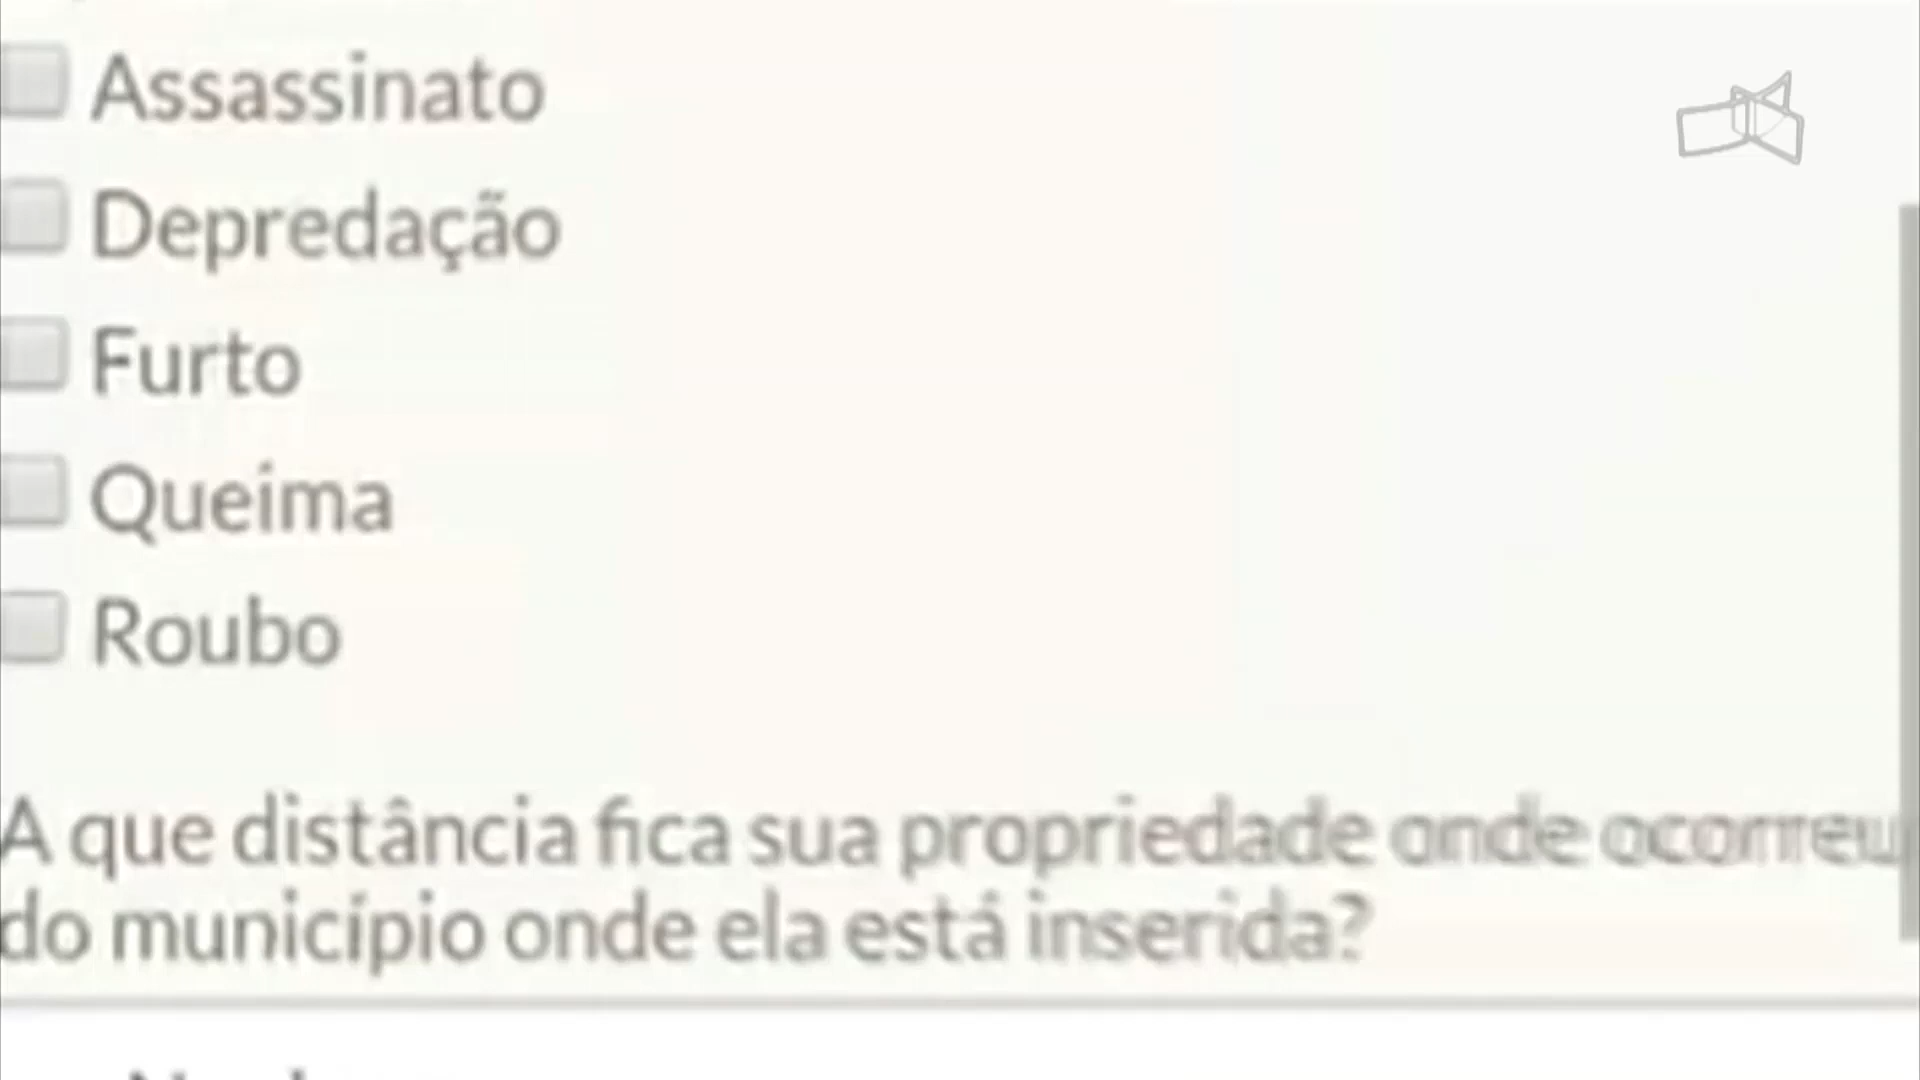 Assassinato
Depredação
Furto
Queima
Roubo
A que distância fica sua propriedade onde ocorreu
do município onde ela está inserida?